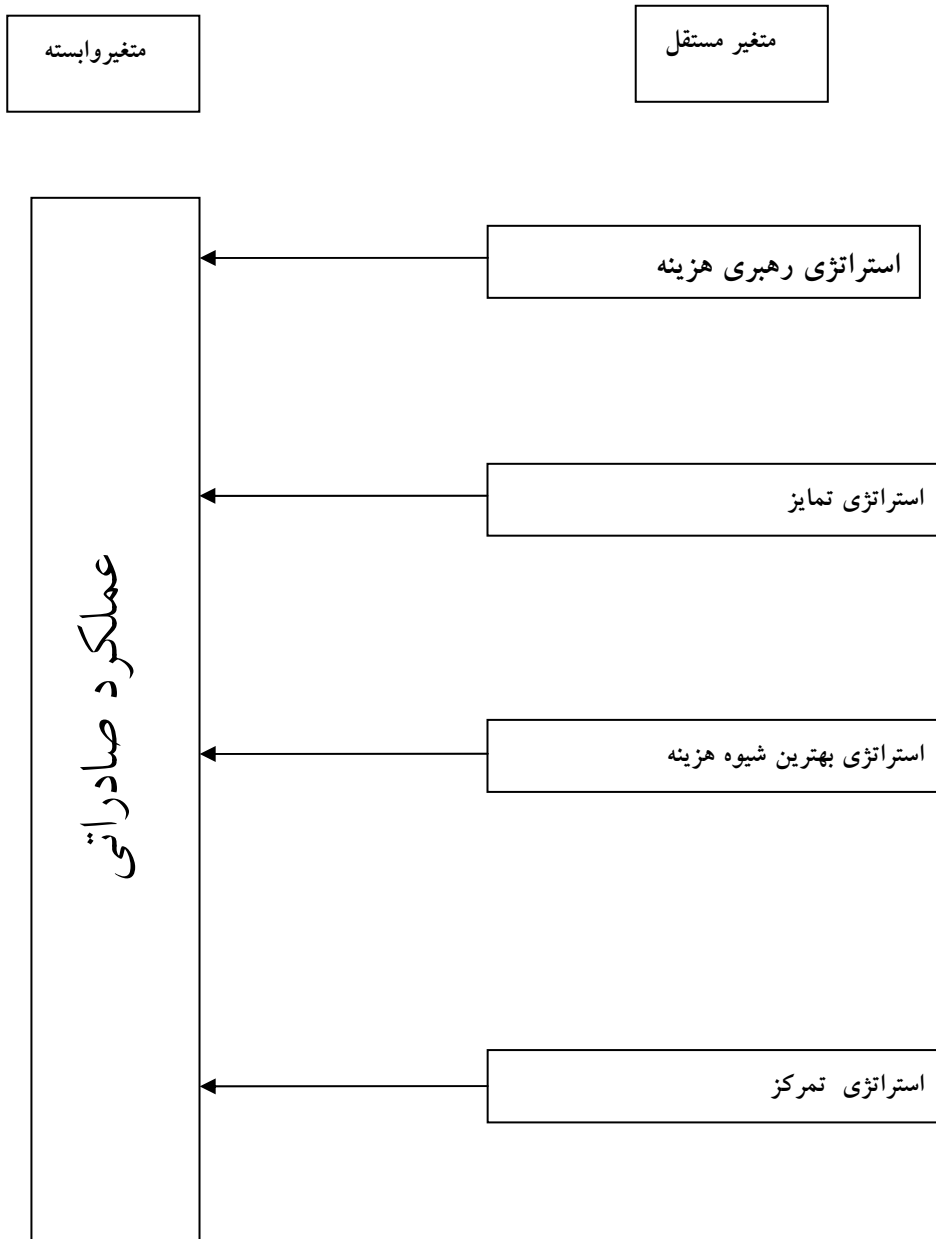 متغیر مستقل
متغیروابسته
استراتژی رهبری هزینه
استراتژی تمایز
عملکرد صادراتی
استراتژی بهترین شیوه هزینه
استراتژی تمرکز